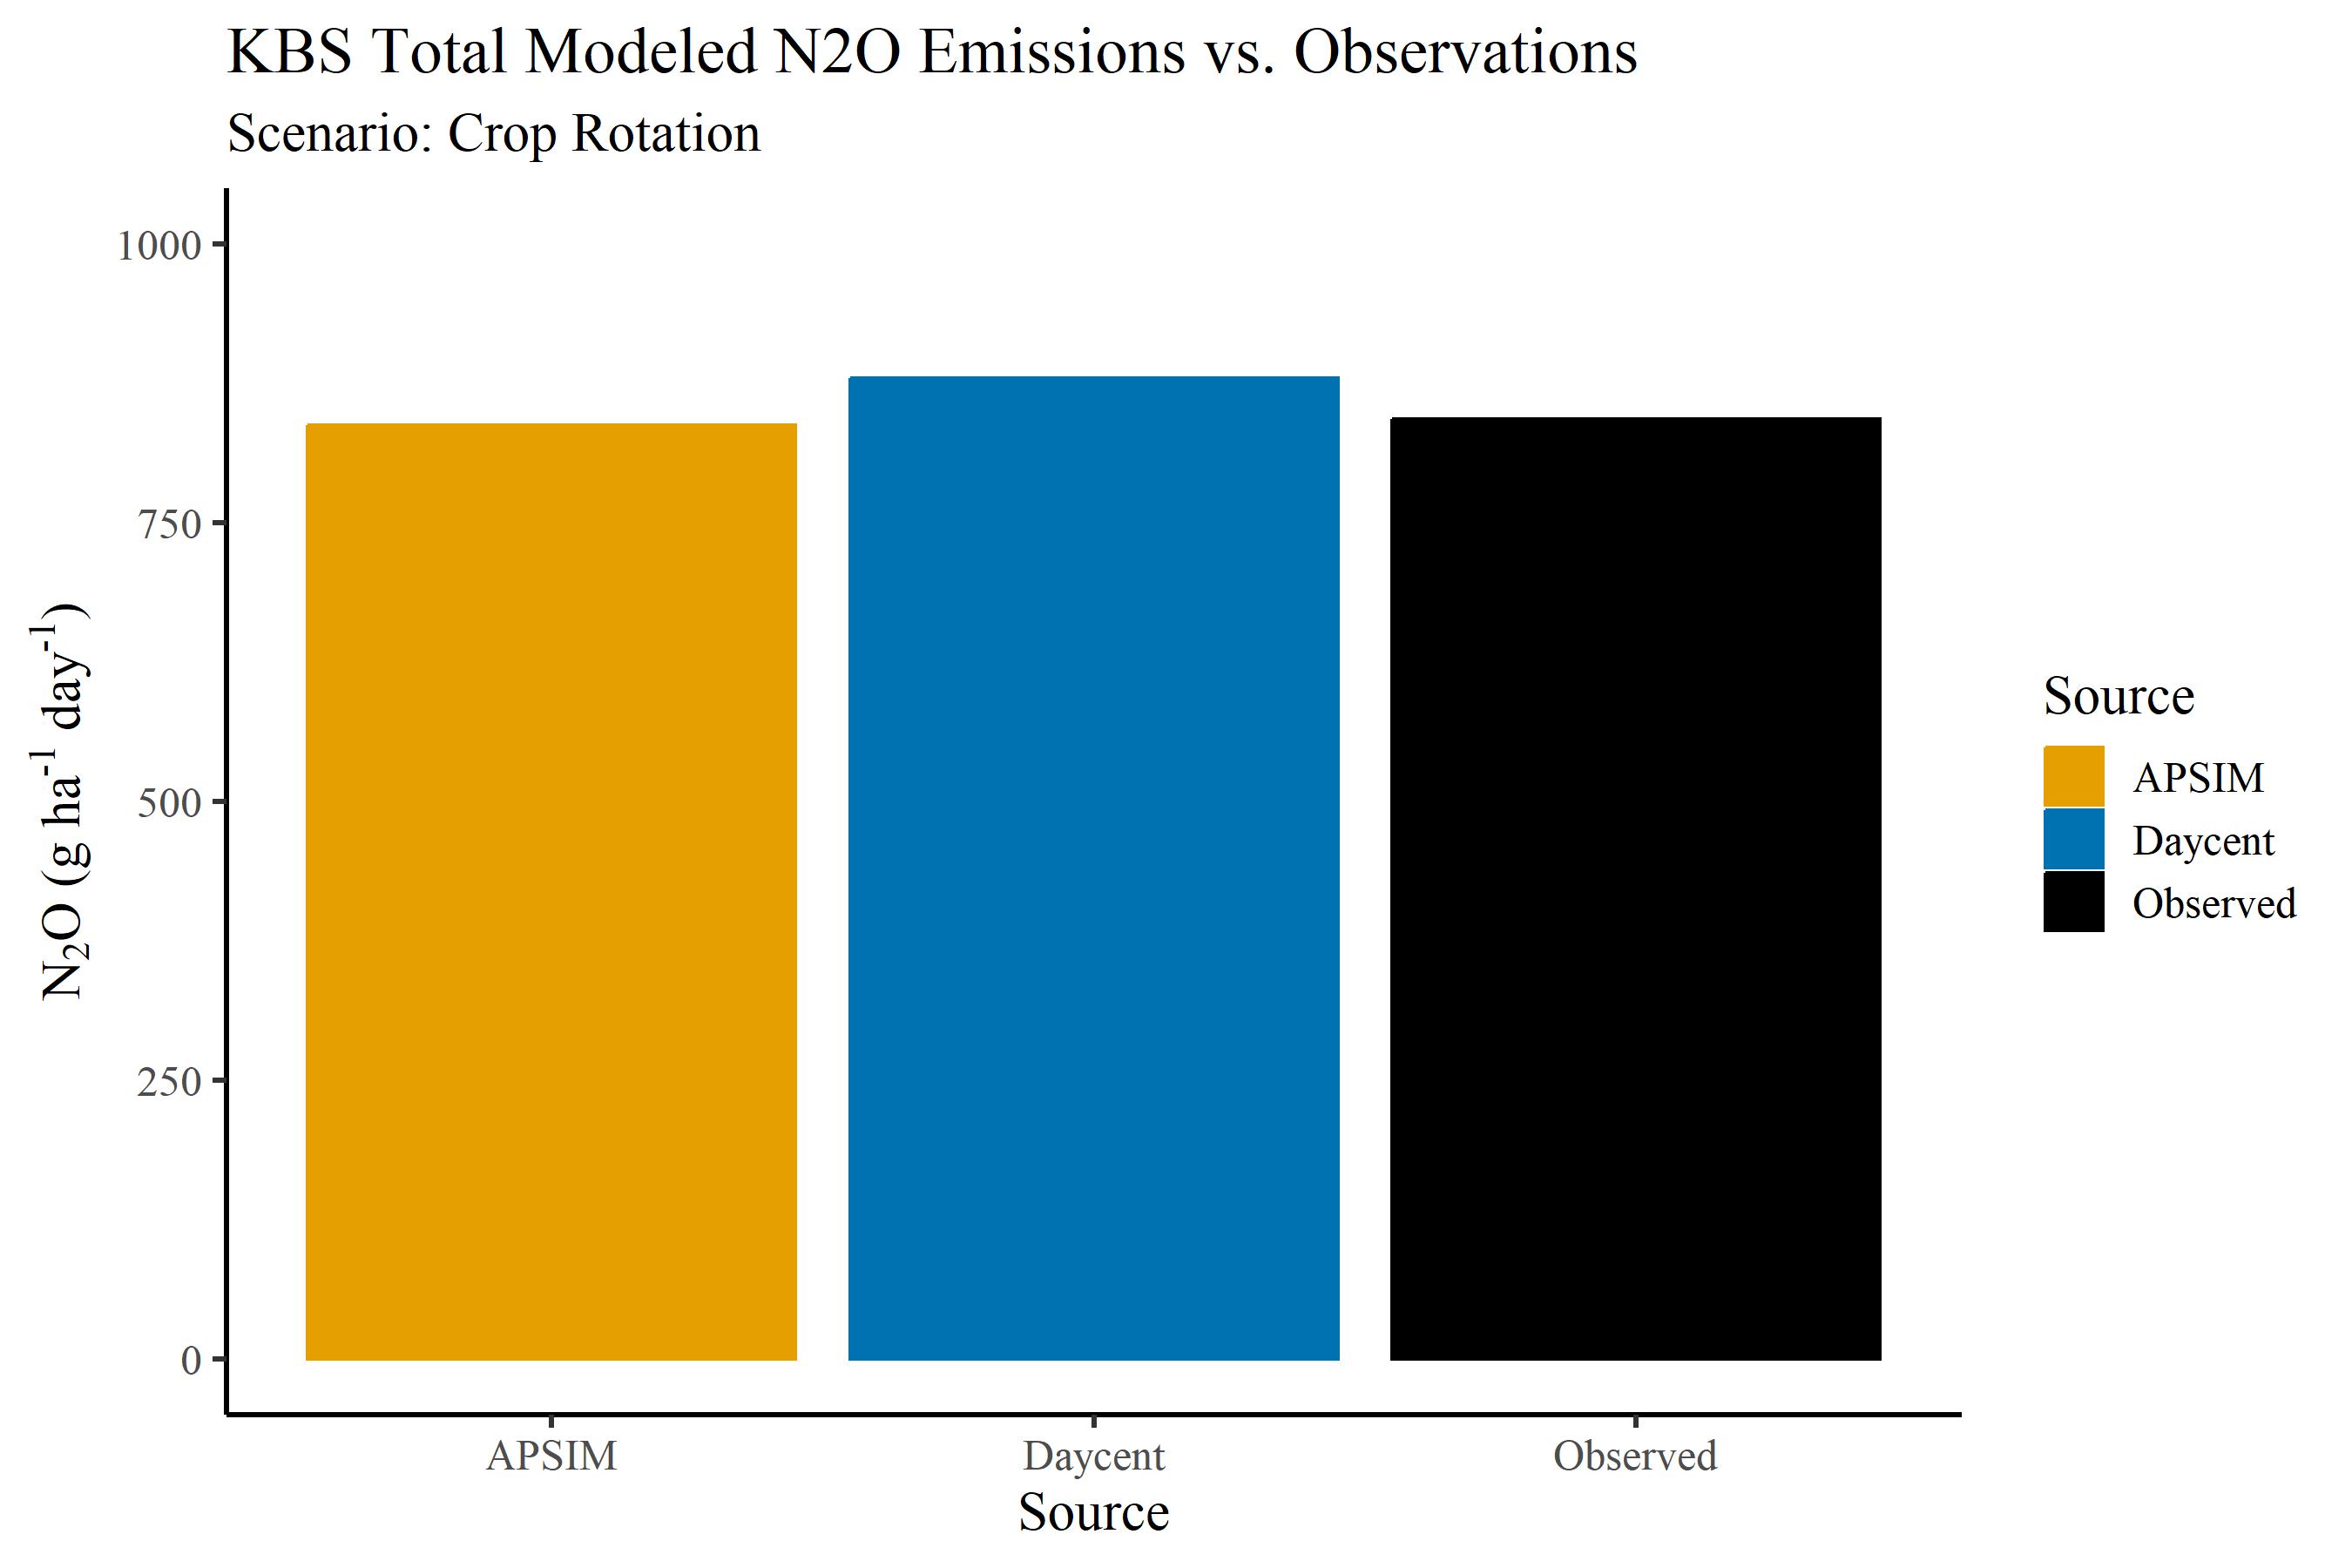 KBS Total Modeled N2O Emissions vs. Observations
Scenario: Crop Rotation
1000
750
500
250
0
N₂O (g ha⁻¹ day⁻¹)
APSIM
Daycent
Observed
Source
Source
APSIM
Daycent
Observed